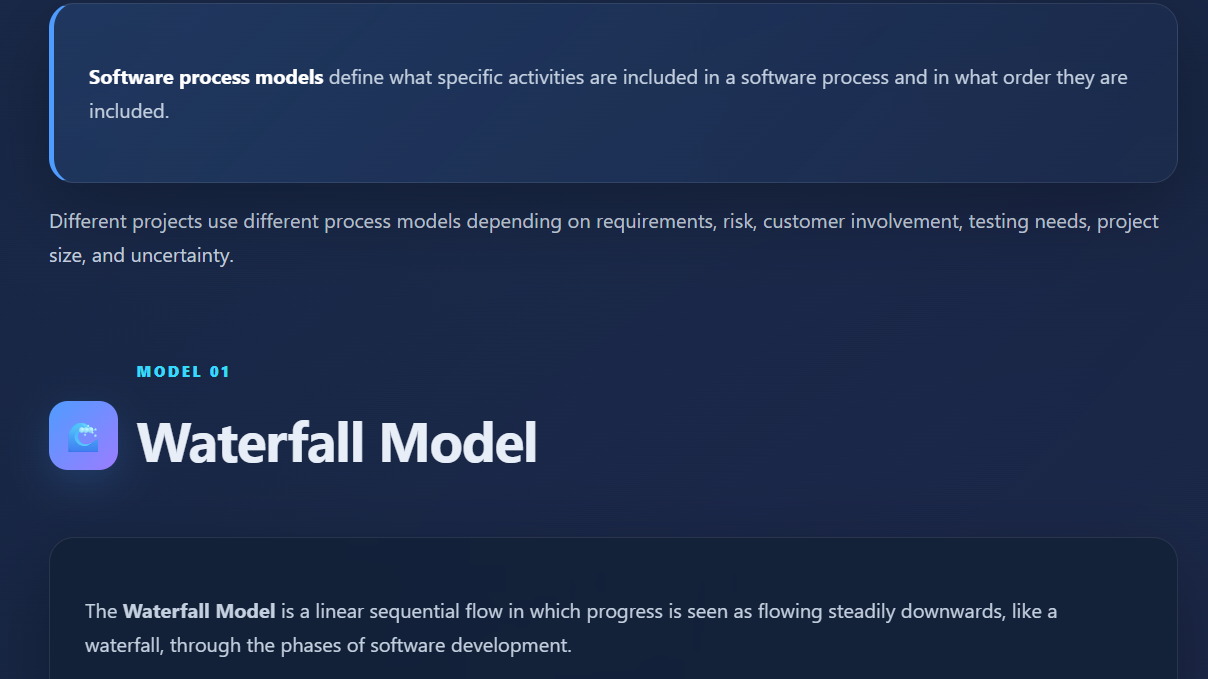 Software process models define what specific activities are included in a software process and in what order they are
included.
Different projects use different process models depending on requirements, risk, customer involvement, testing needs, project
size, and uncertainty.
MODEL 01
Waterfall Model
The Waterfall Model is a linear sequential flow in which progress is seen as flowing steadily downwards, like a
waterfall, through the phases of software development.